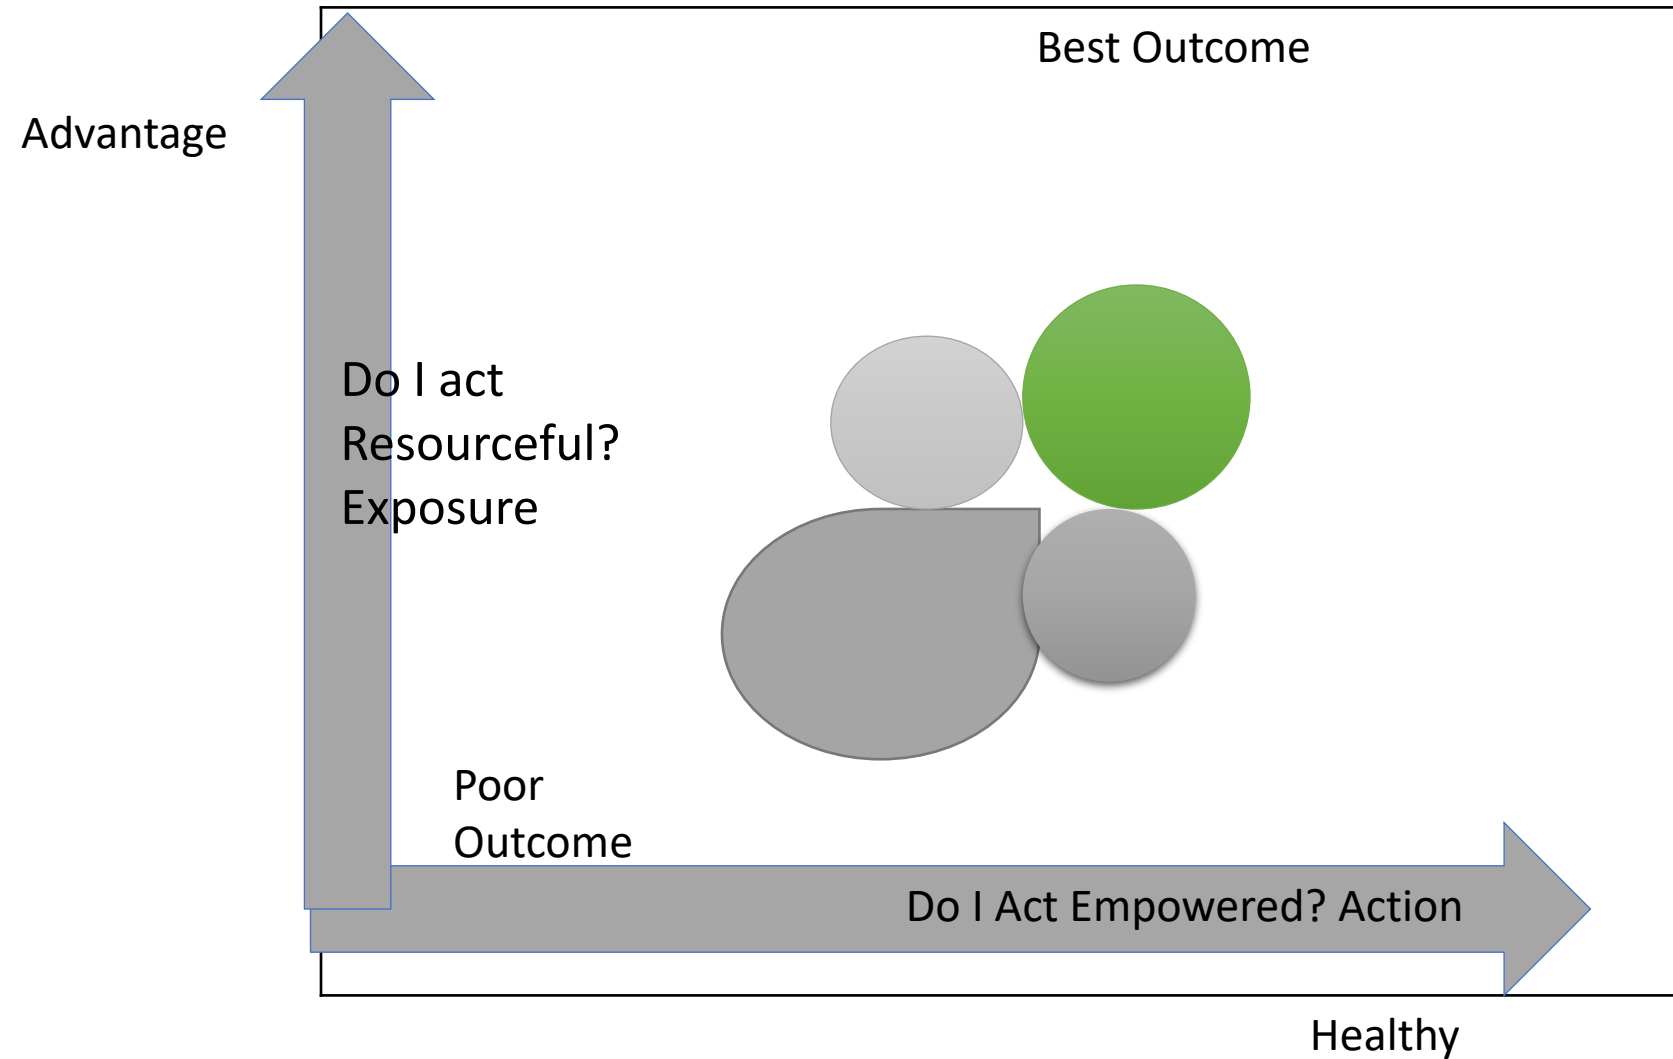 Best Outcome
Advantage
Do I act
Resourceful?
Exposure
Poor
Outcome
Do I Act Empowered? Action
Healthy